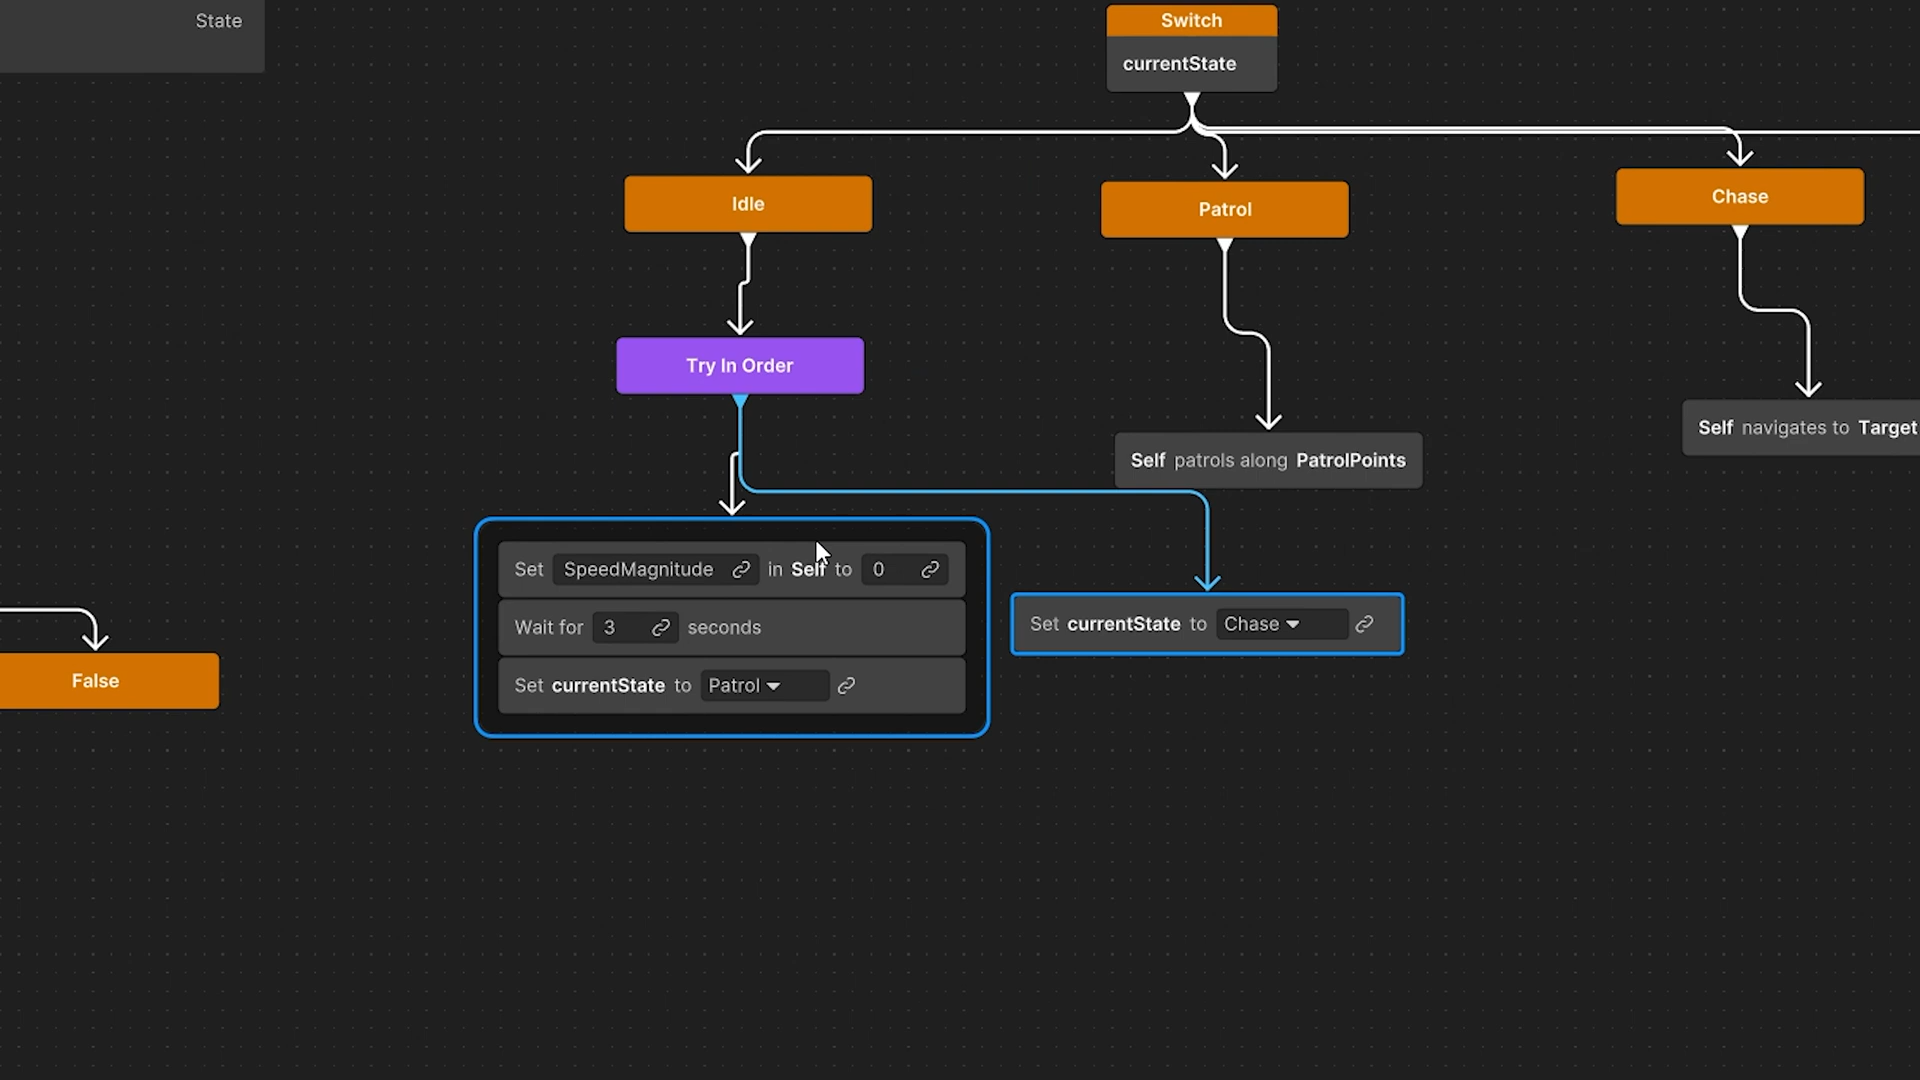 State
Switch
currentState
Idle
Patrol
Chase
Try In Order
Self navigates to Target
Self patrols along PatrolPoints
Set SpeedMagnitude in Self to 0
Wait for 3 seconds
Set currentState to Patrol
Set currentState to Chase
False